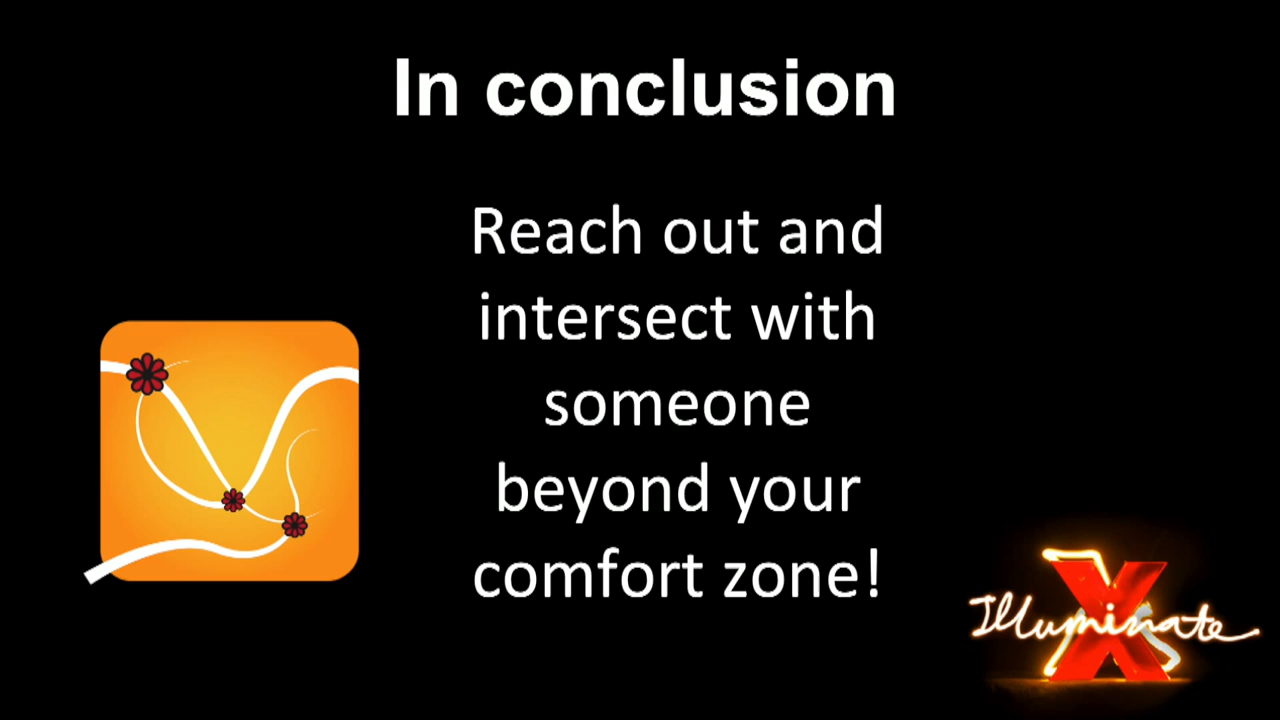 In conclusion
Reach out and
intersect with
someone
beyond your
comfort zone!
X
Illuminate